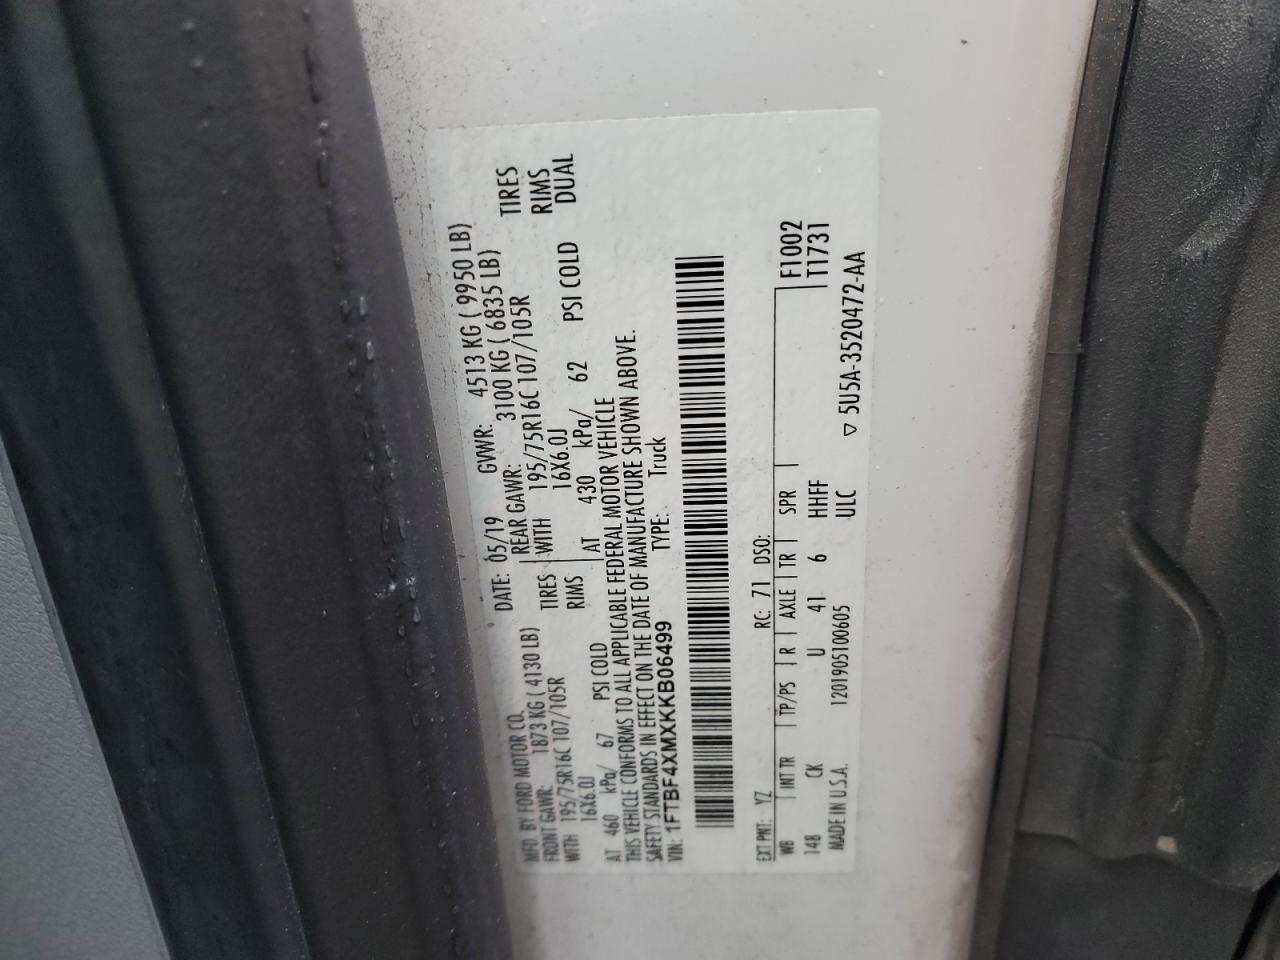 MFD. BY FORD MOTOR CO. DATE: 05/19 GVWR: 4513 KG ( 9950 LB)
FRONT GAWR: 1873 KG ( 4130 LB) REAR GAWR: 3100 KG ( 6835 LB)
WITH 195/75R16C 107/105R TIRES WITH 195/75R16C 107/105R TIRES
16X6.0J RIMS 16X6.0J RIMS
AT 460 kPa/ 67 PSI COLD AT 430 kPa/ 62 PSI COLD DUAL
THIS VEHICLE CONFORMS TO ALL APPLICABLE FEDERAL MOTOR VEHICLE
SAFETY STANDARDS IN EFFECT ON THE DATE OF MANUFACTURE SHOWN ABOVE.
VIN: 1FTBF4XMXKKB06499 TYPE: Truck
EXT PNT: YZ RC: 71 DSO:
WB INT TR TP/PS R AXLE TR SPR F1002
148 CK U 41 6 HHFF T1731
MADE IN U.S.A. 1201905100605 ULC ▽ 5U5A-3520472-AA